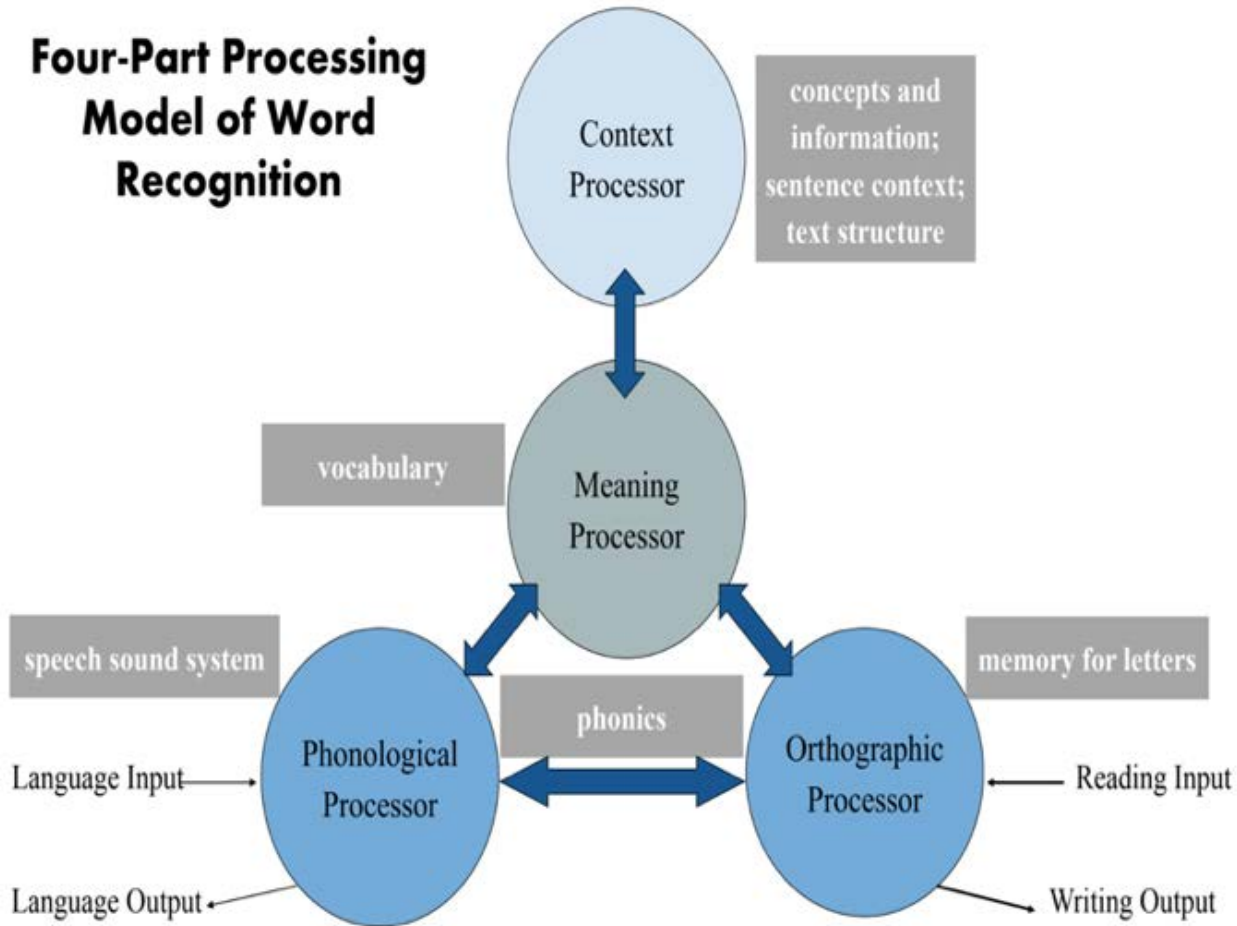 Four-Part Processing
Model of Word
Recognition
Context
Processor
concepts and
information;
sentence context;
text structure
vocabulary
Meaning
Processor
speech sound system
memory for letters
phonics
Phonological
Processor
Orthographic
Processor
Language Input
Reading Input
Language Output
Writing Output